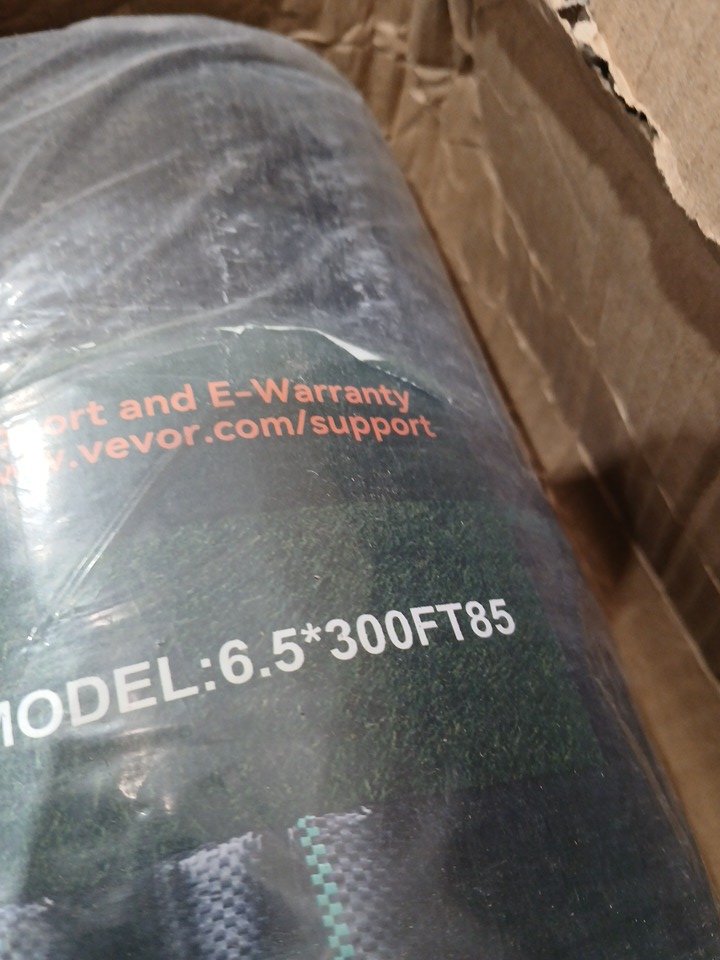 and E-Warranty
.vevor.com/support
MODEL:6.5*300FT85